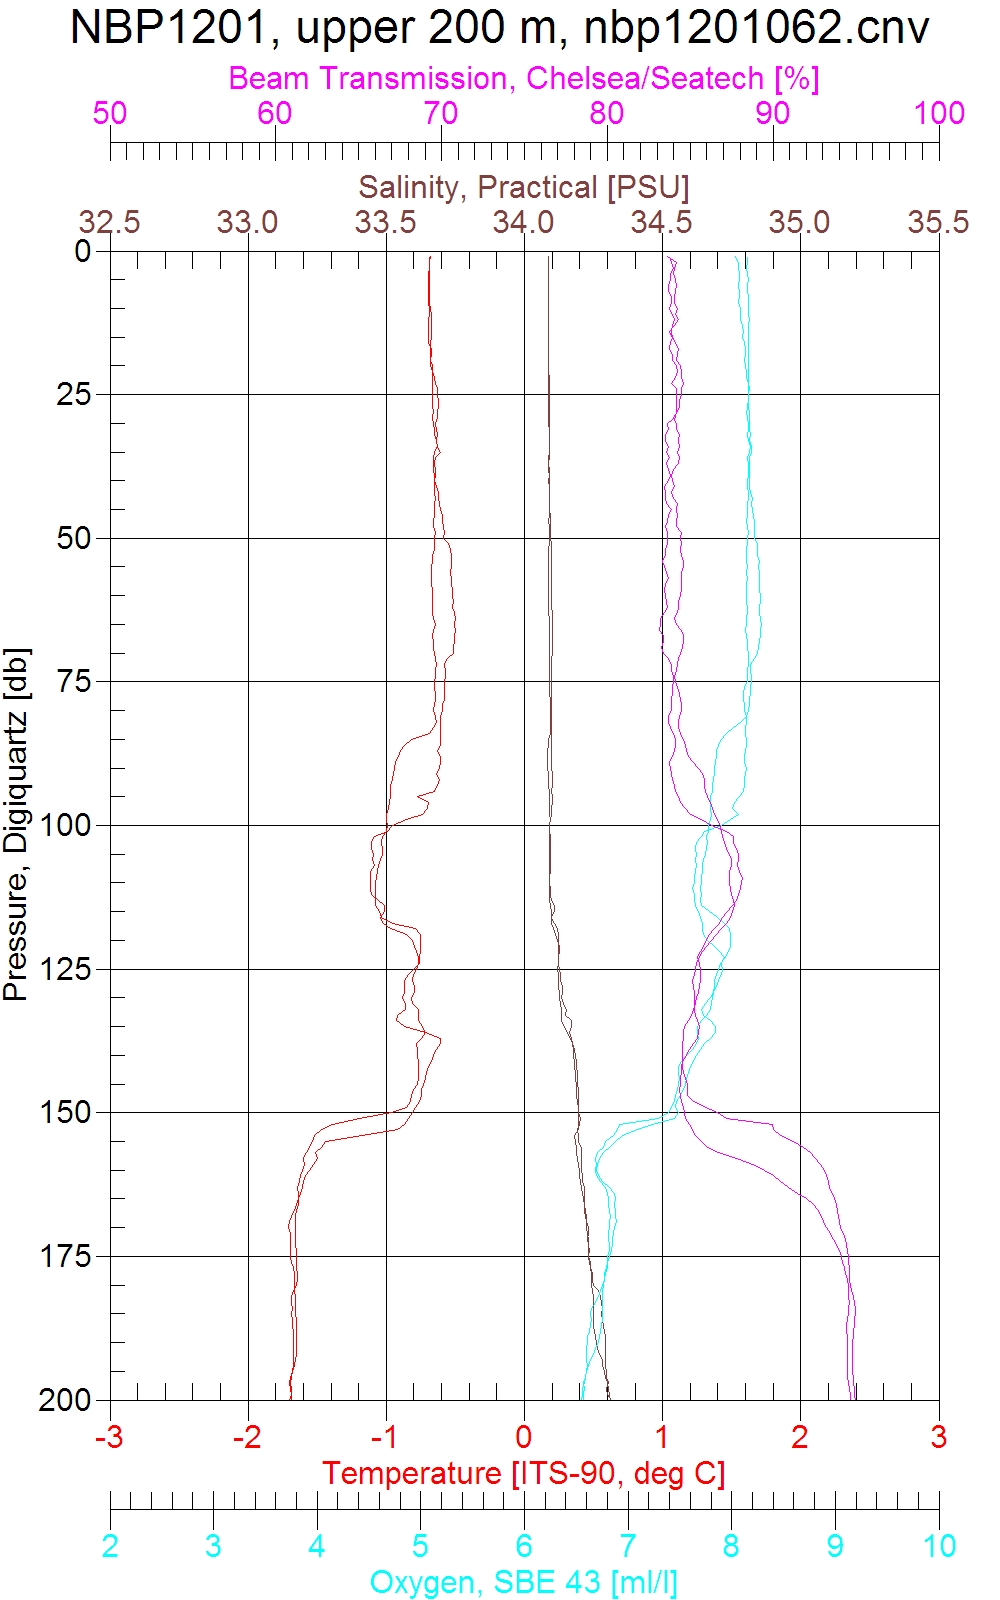 NBP1201, upper 200 m, nbp1201062.cnv
Beam Transmission, Chelsea/Seatech [%]
50 60 70 80 90 100
Salinity, Practical [PSU]
32.5 33.0 33.5 34.0 34.5 35.0 35.5
0
25
50
75
100
125
150
175
200
Pressure, Digiquartz [db]
-3 -2 -1 0 1 2 3
Temperature [ITS-90, deg C]
2 3 4 5 6 7 8 9 10
Oxygen, SBE 43 [ml/l]